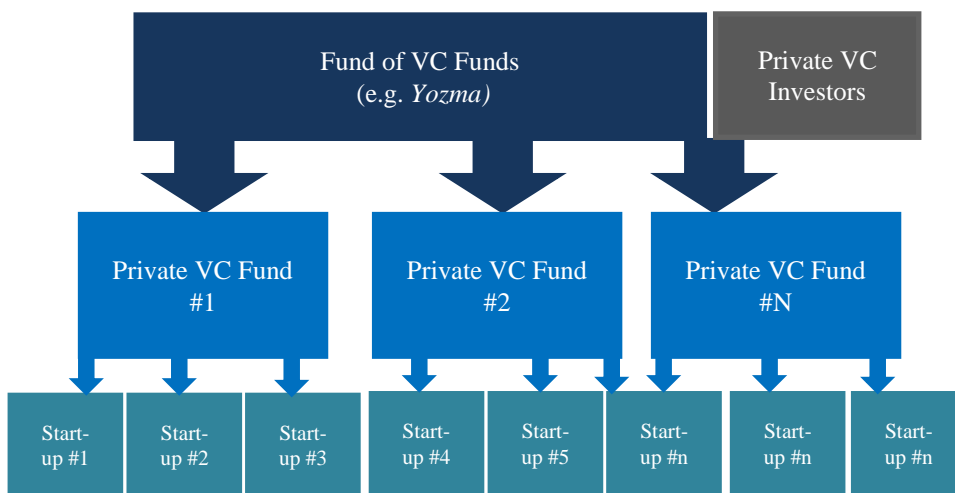 Fund of VC Funds
(e.g. Yozma)
Private VC
Investors
Private VC Fund
#1
Private VC Fund
#2
Private VC Fund
#N
Start-
up #1
Start-
up #2
Start-
up #3
Start-
up #4
Start-
up #5
Start-
up #n
Start-
up #n
Start-
up #n